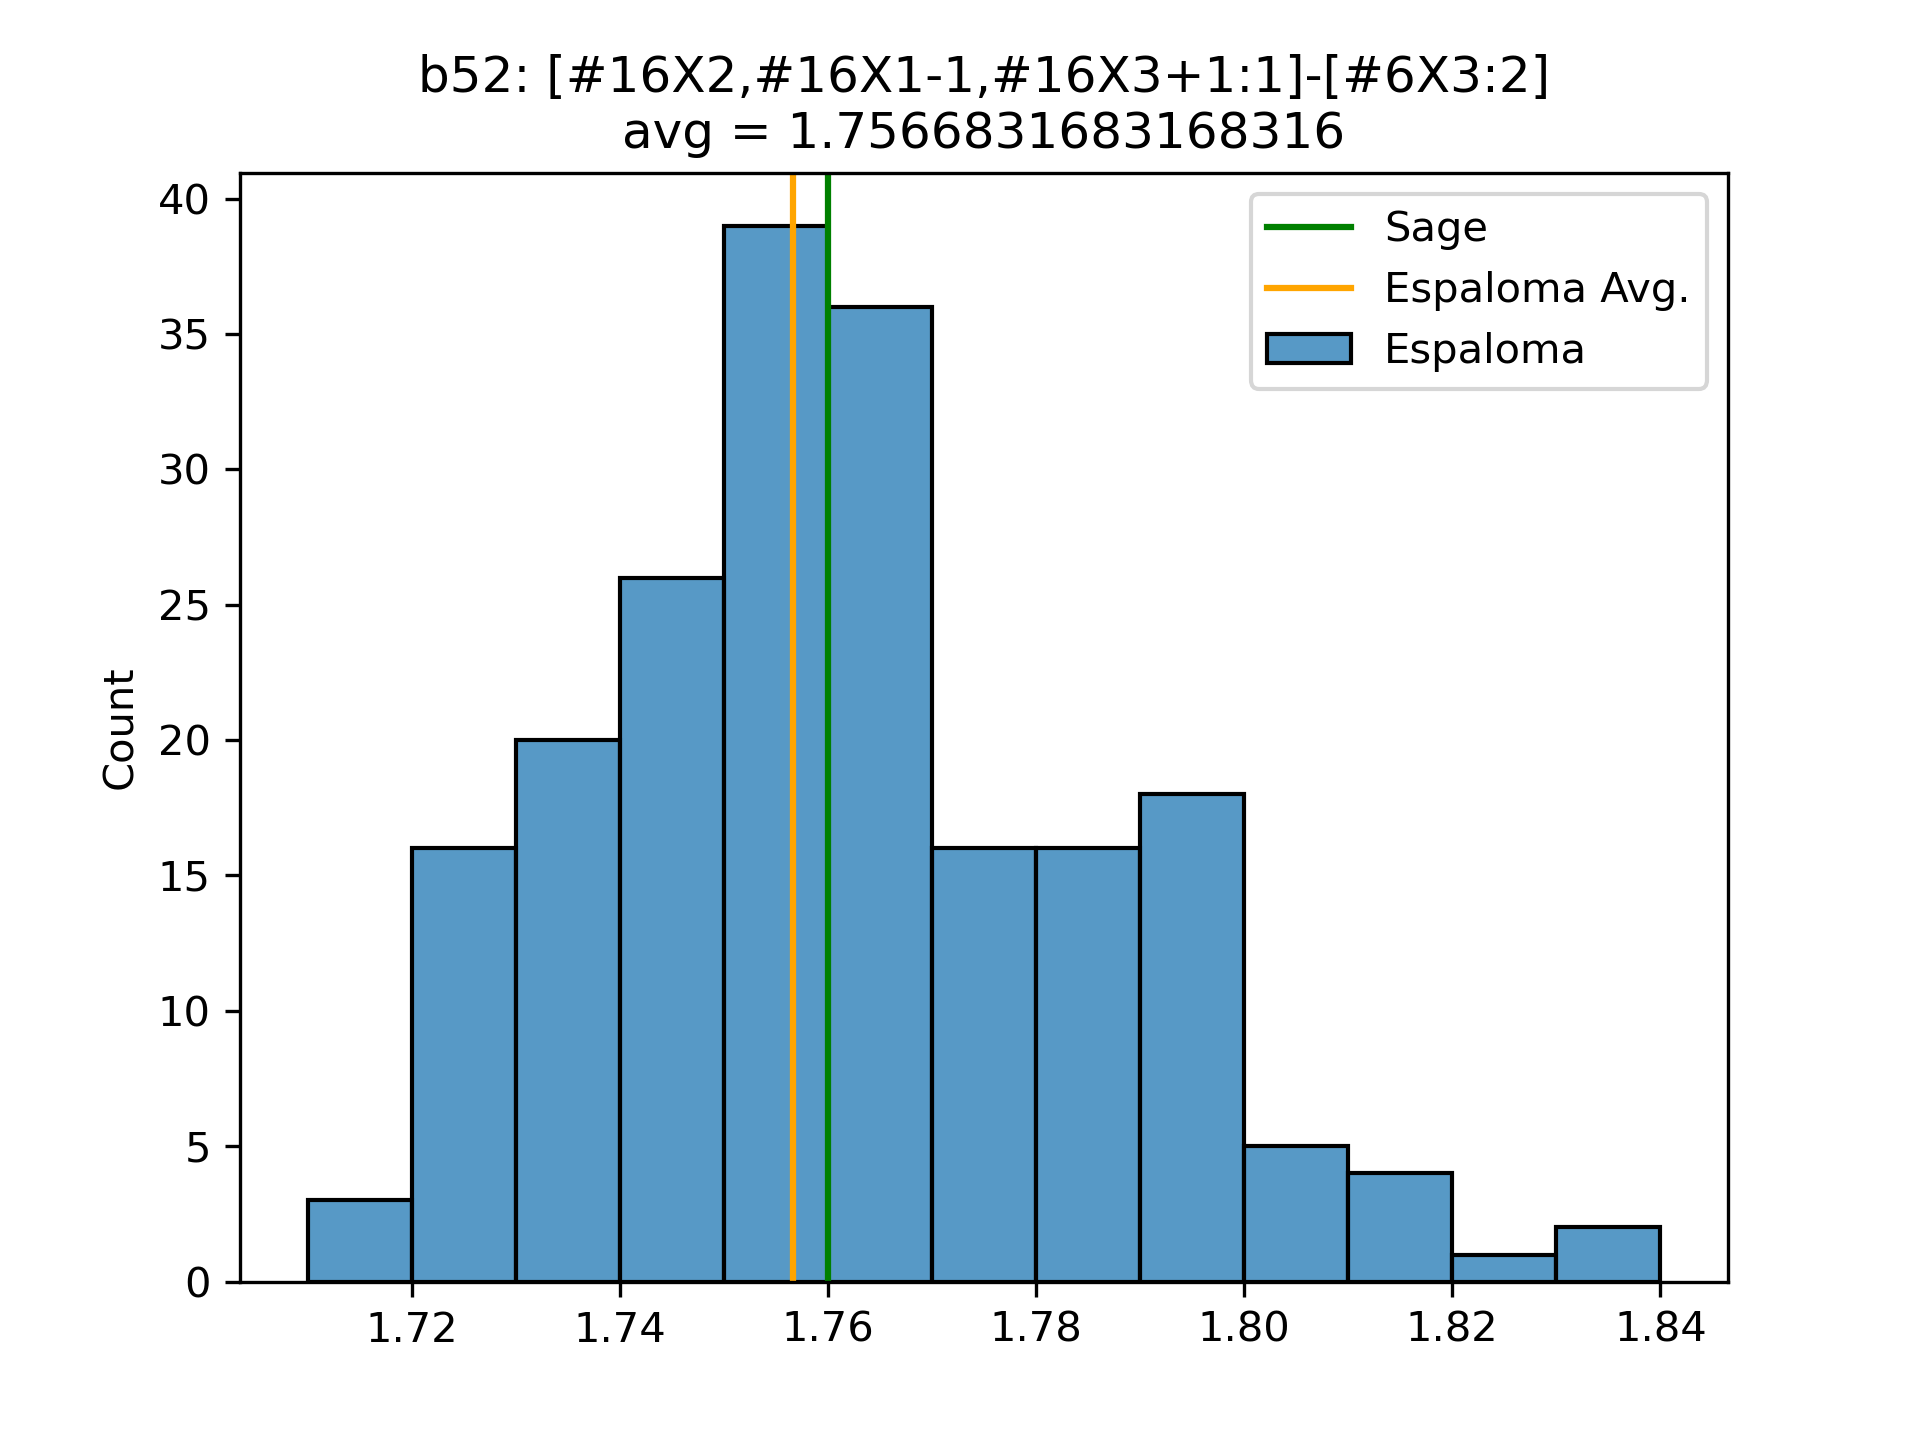 b52: [#16X2,#16X1-1,#16X3+1:1]-[#6X3:2]
avg = 1.7566831683168316
Sage
Espaloma Avg.
Espaloma
Count
40
35
30
25
20
15
10
5
0
1.72 1.74 1.76 1.78 1.80 1.82 1.84